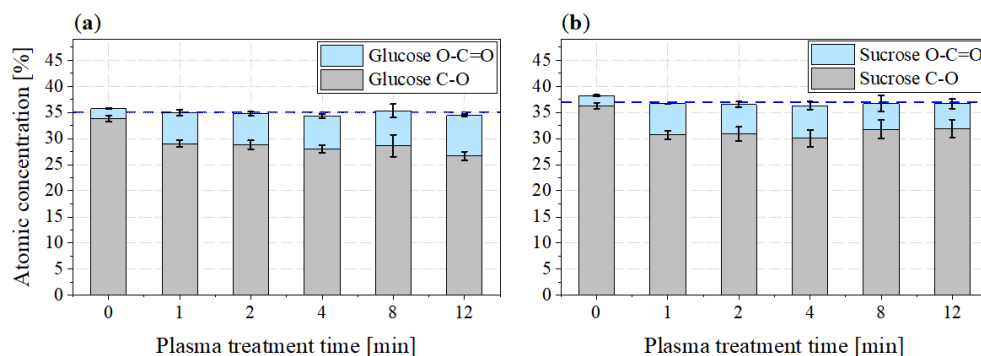 (a)
Glucose O-C=O
Glucose C-O
Atomic concentration [%]
45
40
35
30
25
20
15
10
5
0
0 1 2 4 8 12
Plasma treatment time [min]
(b)
Sucrose O-C=O
Sucrose C-O
45
40
35
30
25
20
15
10
5
0
0 1 2 4 8 12
Plasma treatment time [min]